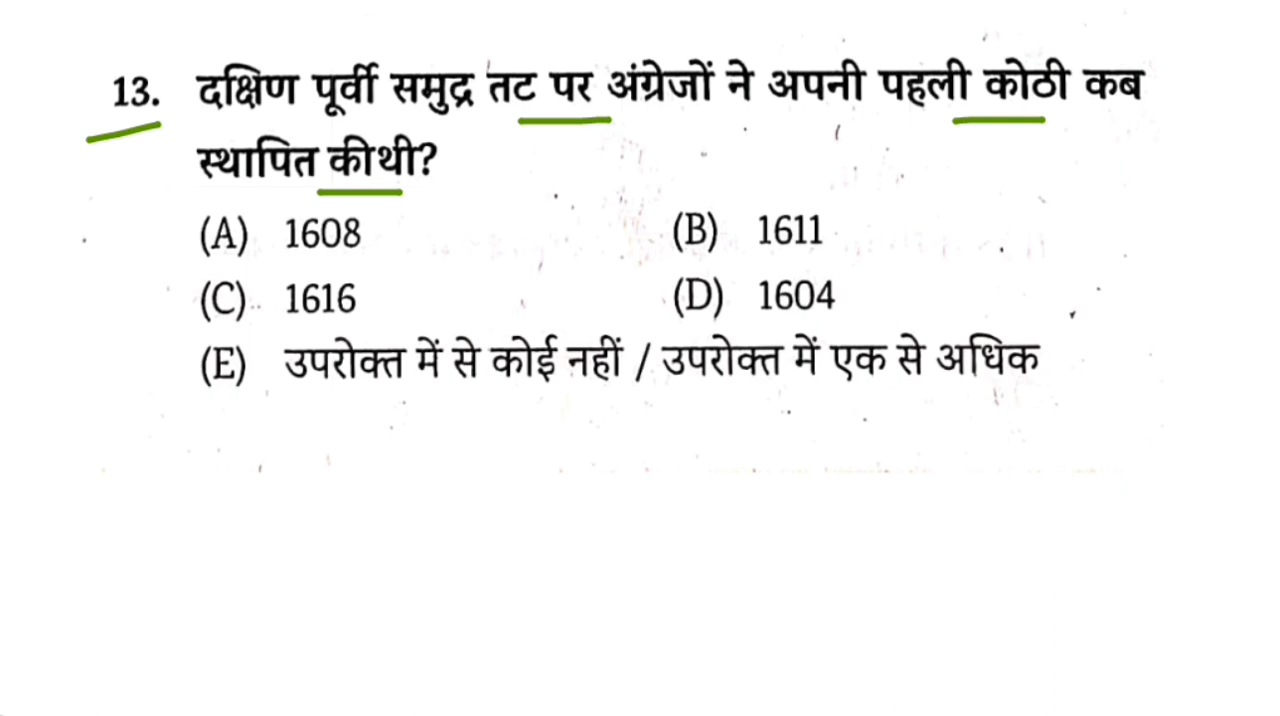 13. दक्षिण पूर्वी समुद्र तट पर अंग्रेजों ने अपनी पहली कोठी कब
स्थापित कीथी?
(A) 1608 (B) 1611
(C) 1616 (D) 1604
(E) उपरोक्त में से कोई नहीं / उपरोक्त में एक से अधिक